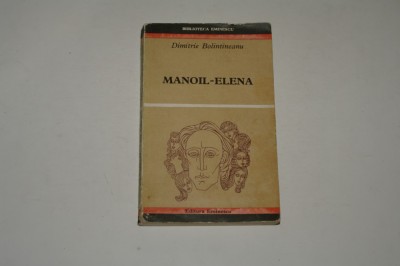 BIBLIOTECA EMINESCU
Dimitrie Bolintineanu
MANOIL-ELENA
Editura Eminescu